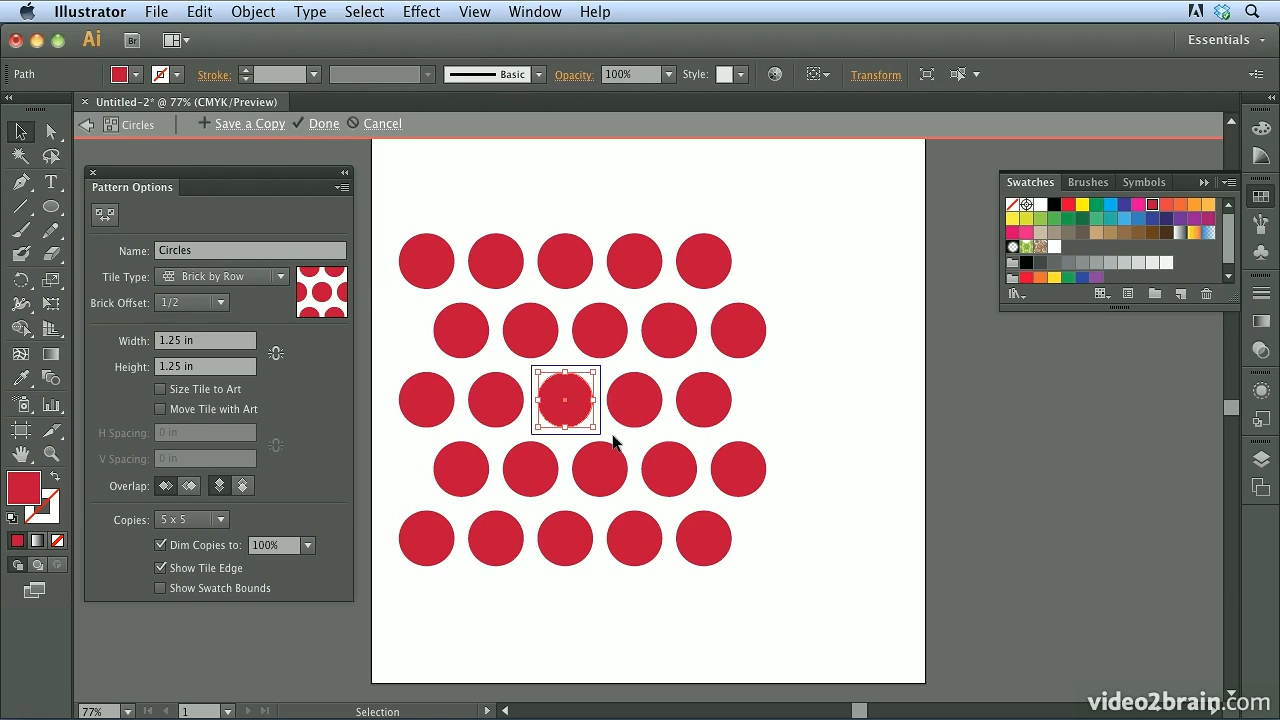 Illustrator File Edit Object Type Select Effect View Window Help
Ai Br Essentials
Path Stroke: Basic Opacity: 100% Style: Transform
× Untitled-2* @ 77% (CMYK/Preview)
Circles + Save a Copy Done Cancel
Pattern Options
Name: Circles
Tile Type: Brick by Row
Brick Offset: 1/2
Width: 1.25 in
Height: 1.25 in
Size Tile to Art
Move Tile with Art
H Spacing: 0 in
V Spacing: 0 in
Overlap:
Copies: 5 x 5
Dim Copies to: 100%
Show Tile Edge
Show Swatch Bounds
Swatches Brushes Symbols
77% 1 Selection
video2brain.com